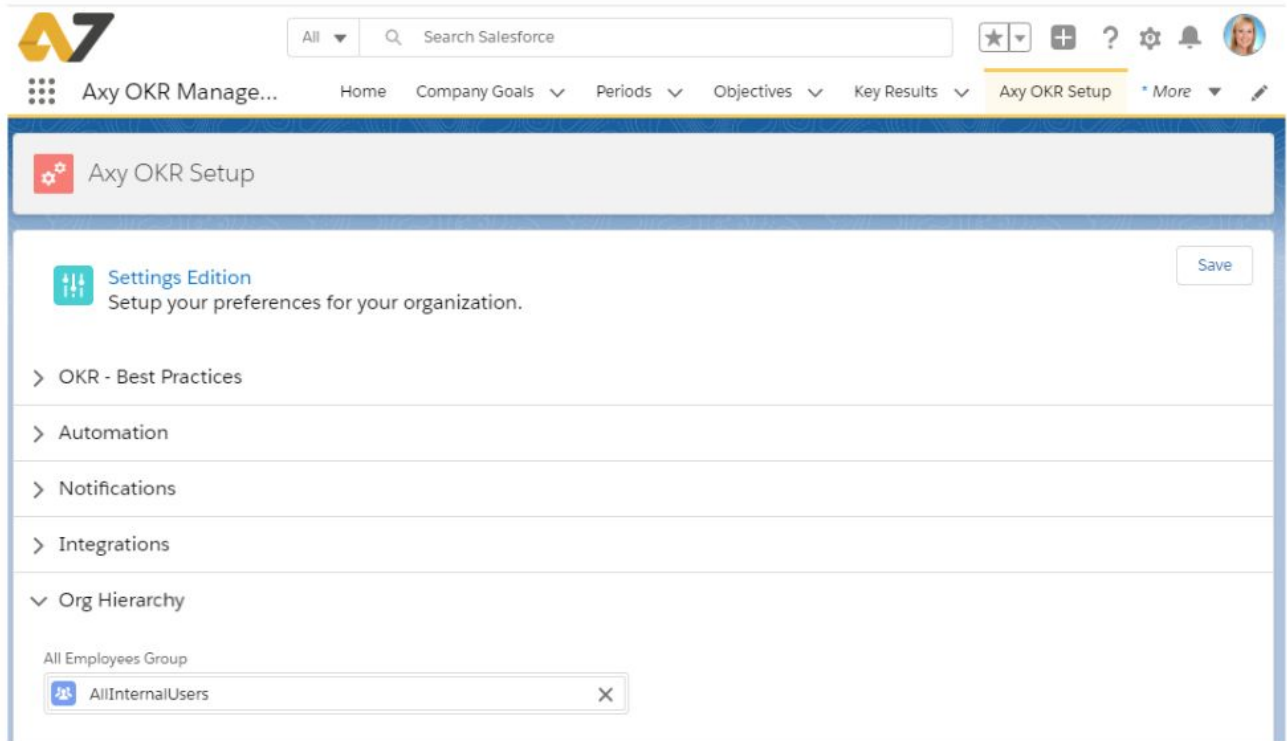 A7
All
Search Salesforce
Axy OKR Manage...
Home
Company Goals
Periods
Objectives
Key Results
Axy OKR Setup
* More
Axy OKR Setup
Settings Edition
Setup your preferences for your organization.
Save
OKR - Best Practices
Automation
Notifications
Integrations
Org Hierarchy
All Employees Group
AllInternalUsers